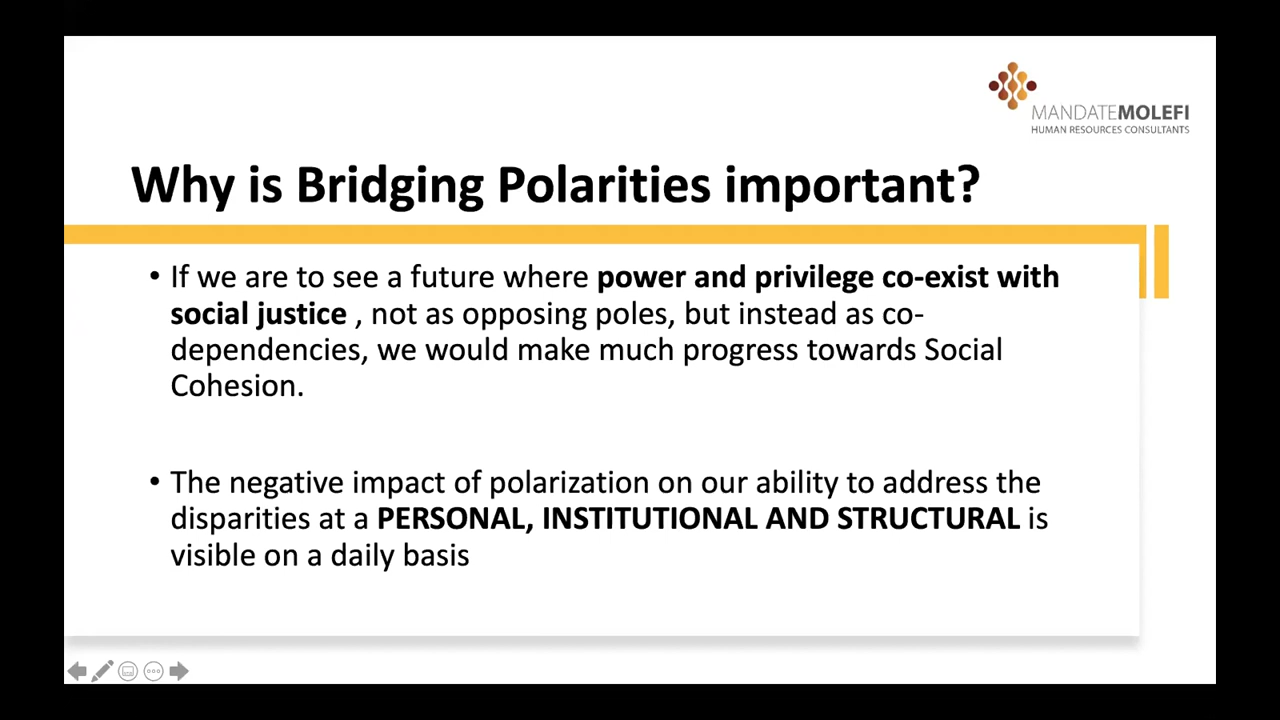 MANDATEMOLEFI
HUMAN RESOURCES CONSULTANTS
Why is Bridging Polarities important?
• If we are to see a future where power and privilege co-exist with
social justice , not as opposing poles, but instead as co-
dependencies, we would make much progress towards Social
Cohesion.
• The negative impact of polarization on our ability to address the
disparities at a PERSONAL, INSTITUTIONAL AND STRUCTURAL is
visible on a daily basis